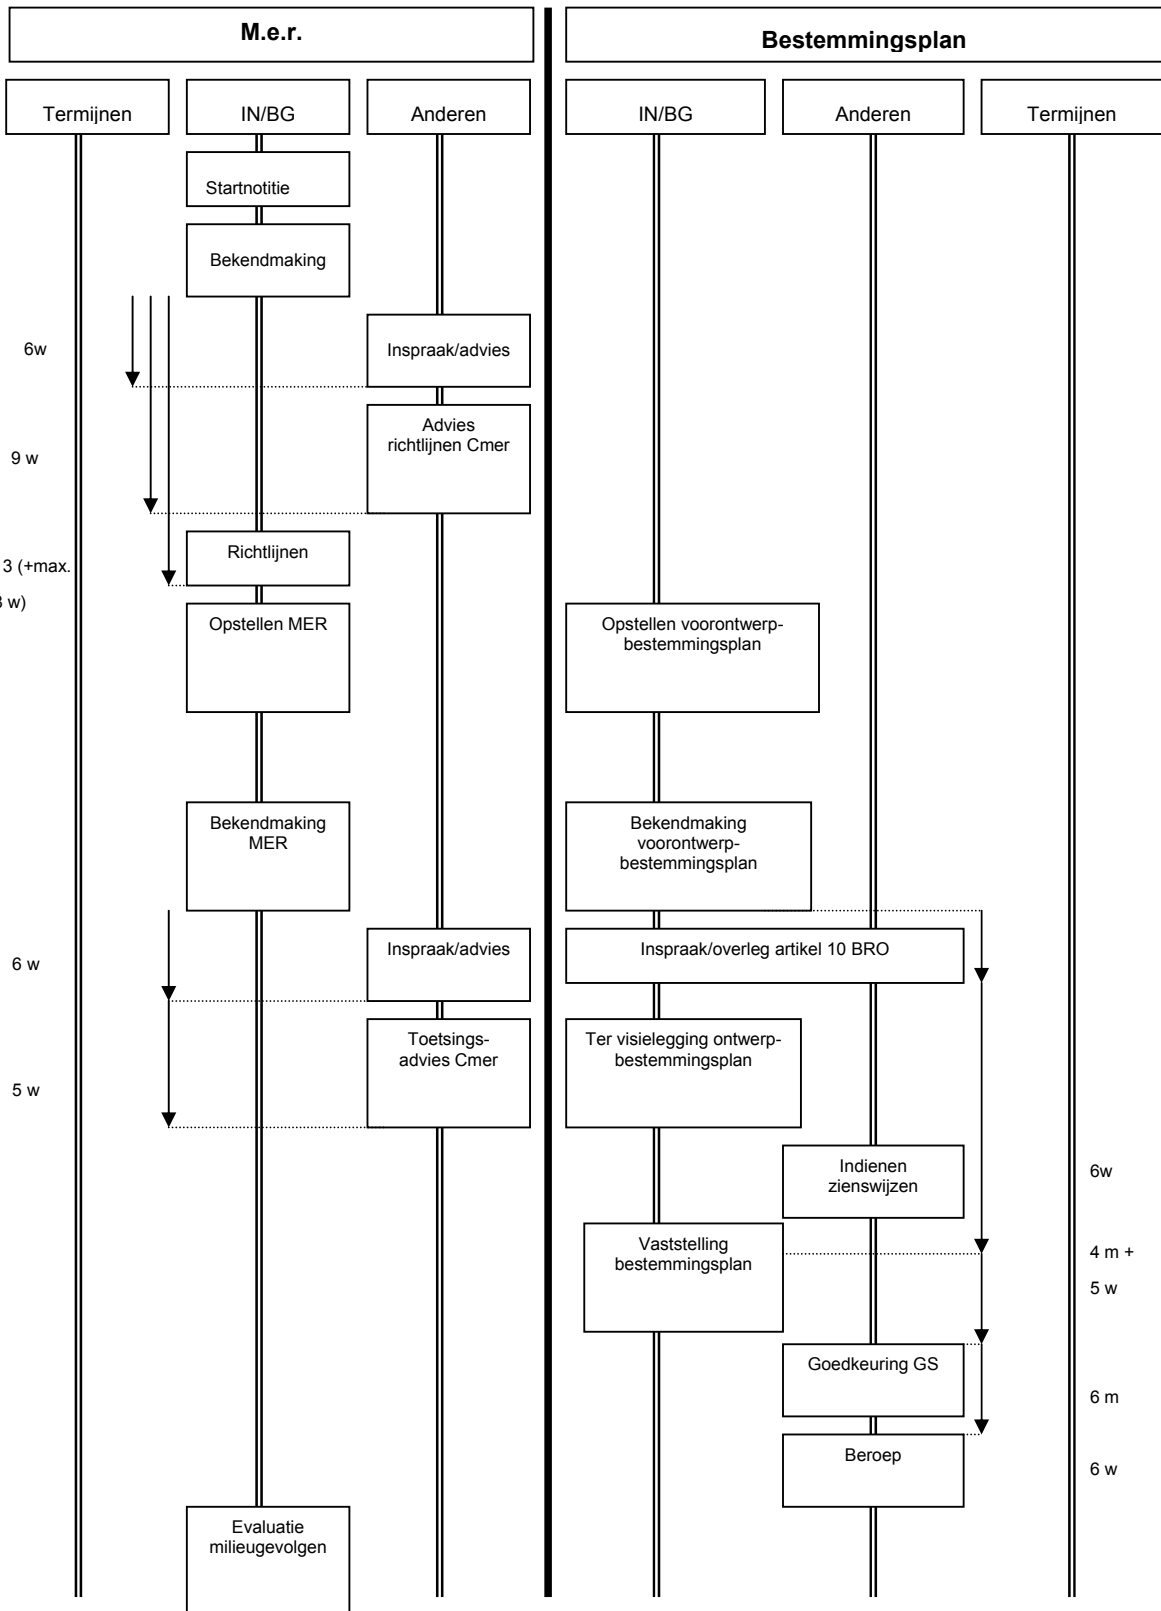 M.e.r.
Bestemmingsplan
Termijnen
IN/BG
Anderen
IN/BG
Anderen
Termijnen
Startnotitie
Bekendmaking
6w
Inspraak/advies
Advies
richtlijnen Cmer
9 w
Richtlijnen
3 (+max.
w)
Opstellen MER
Opstellen voorontwerp-
bestemmingsplan
Bekendmaking
MER
Bekendmaking
voorontwerp-
bestemmingsplan
6 w
Inspraak/advies
Inspraak/overleg artikel 10 BRO
Toetsings-
advies Cmer
Ter visielegging ontwerp-
bestemmingsplan
5 w
Indienen
zienswijzen
6w
Vaststelling
bestemmingsplan
4 m +
5 w
Goedkeuring GS
6 m
Beroep
6 w
Evaluatie
milieugevolgen